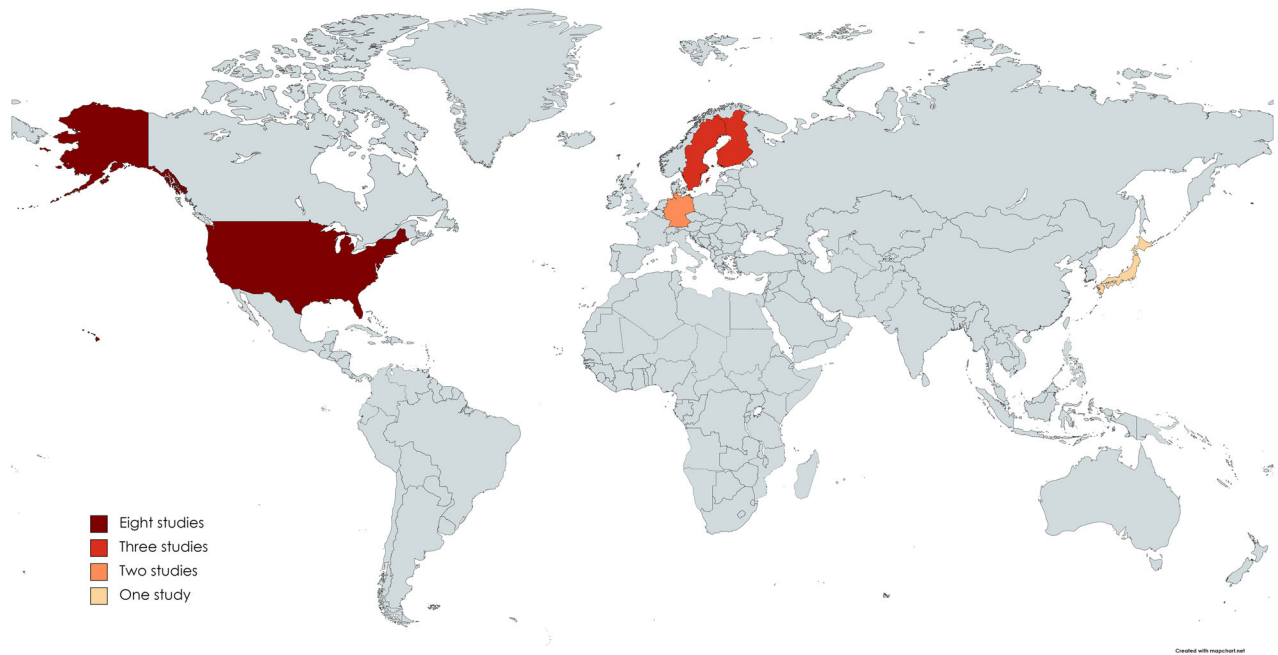 Eight studies
Three studies
Two studies
One study
Created with mapchart.net